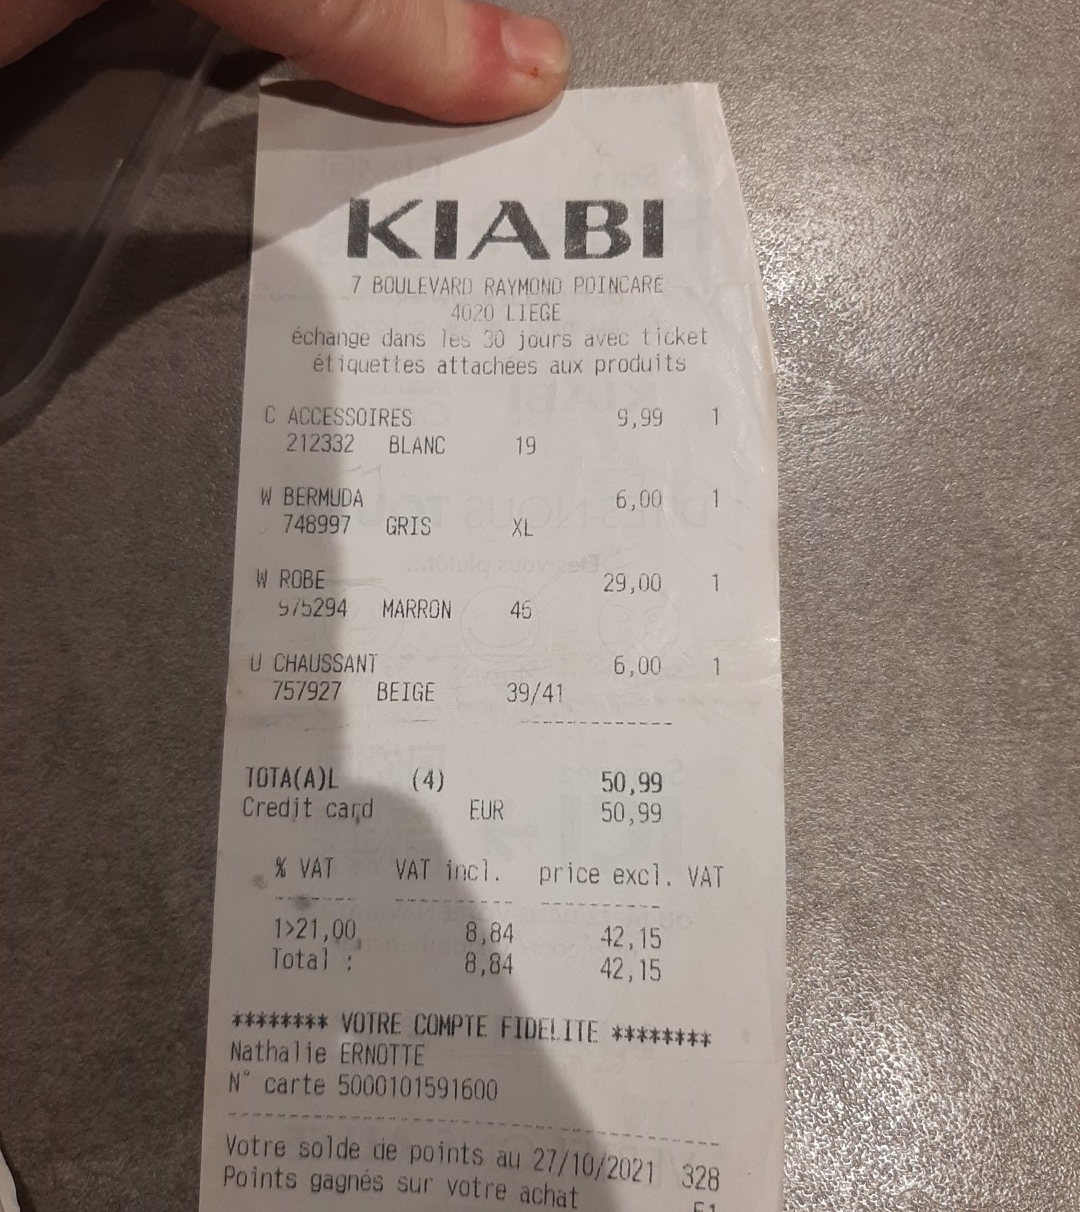 KIABI
7 BOULEVARD RAYMOND POINCARÉ
4020 LIEGE
échange dans les 30 jours avec ticket
étiquettes attachées aux produits
C ACCESSOIRES 9,99 1
212332 BLANC 19
W BERMUDA 6,00 1
748997 GRIS XL
W ROBE 29,00 1
975294 MARRON 46
U CHAUSSANT 6,00 1
757927 BEIGE 39/41
TOTA(A)L (4) 50,99
Credit card EUR 50,99
% VAT VAT incl. price excl. VAT
1>21,00 8,84 42,15
Total : 8,84 42,15
******** VOTRE COMPTE FIDELITE ********
Nathalie ERNOTTE
N° carte 5000101591600
Votre solde de points au 27/10/2021 328
Points gagnés sur votre achat